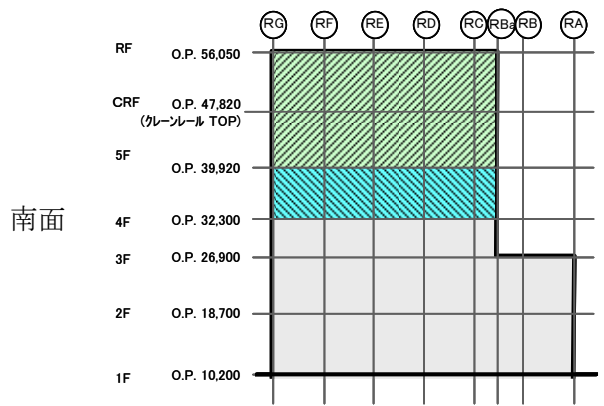 RG RF RE RD RC RBa RB RA
RF O.P. 56,050
CRF O.P. 47,820
(クレーンレール TOP)
5F O.P. 39,920
南面
4F O.P. 32,300
3F O.P. 26,900
2F O.P. 18,700
1F O.P. 10,200